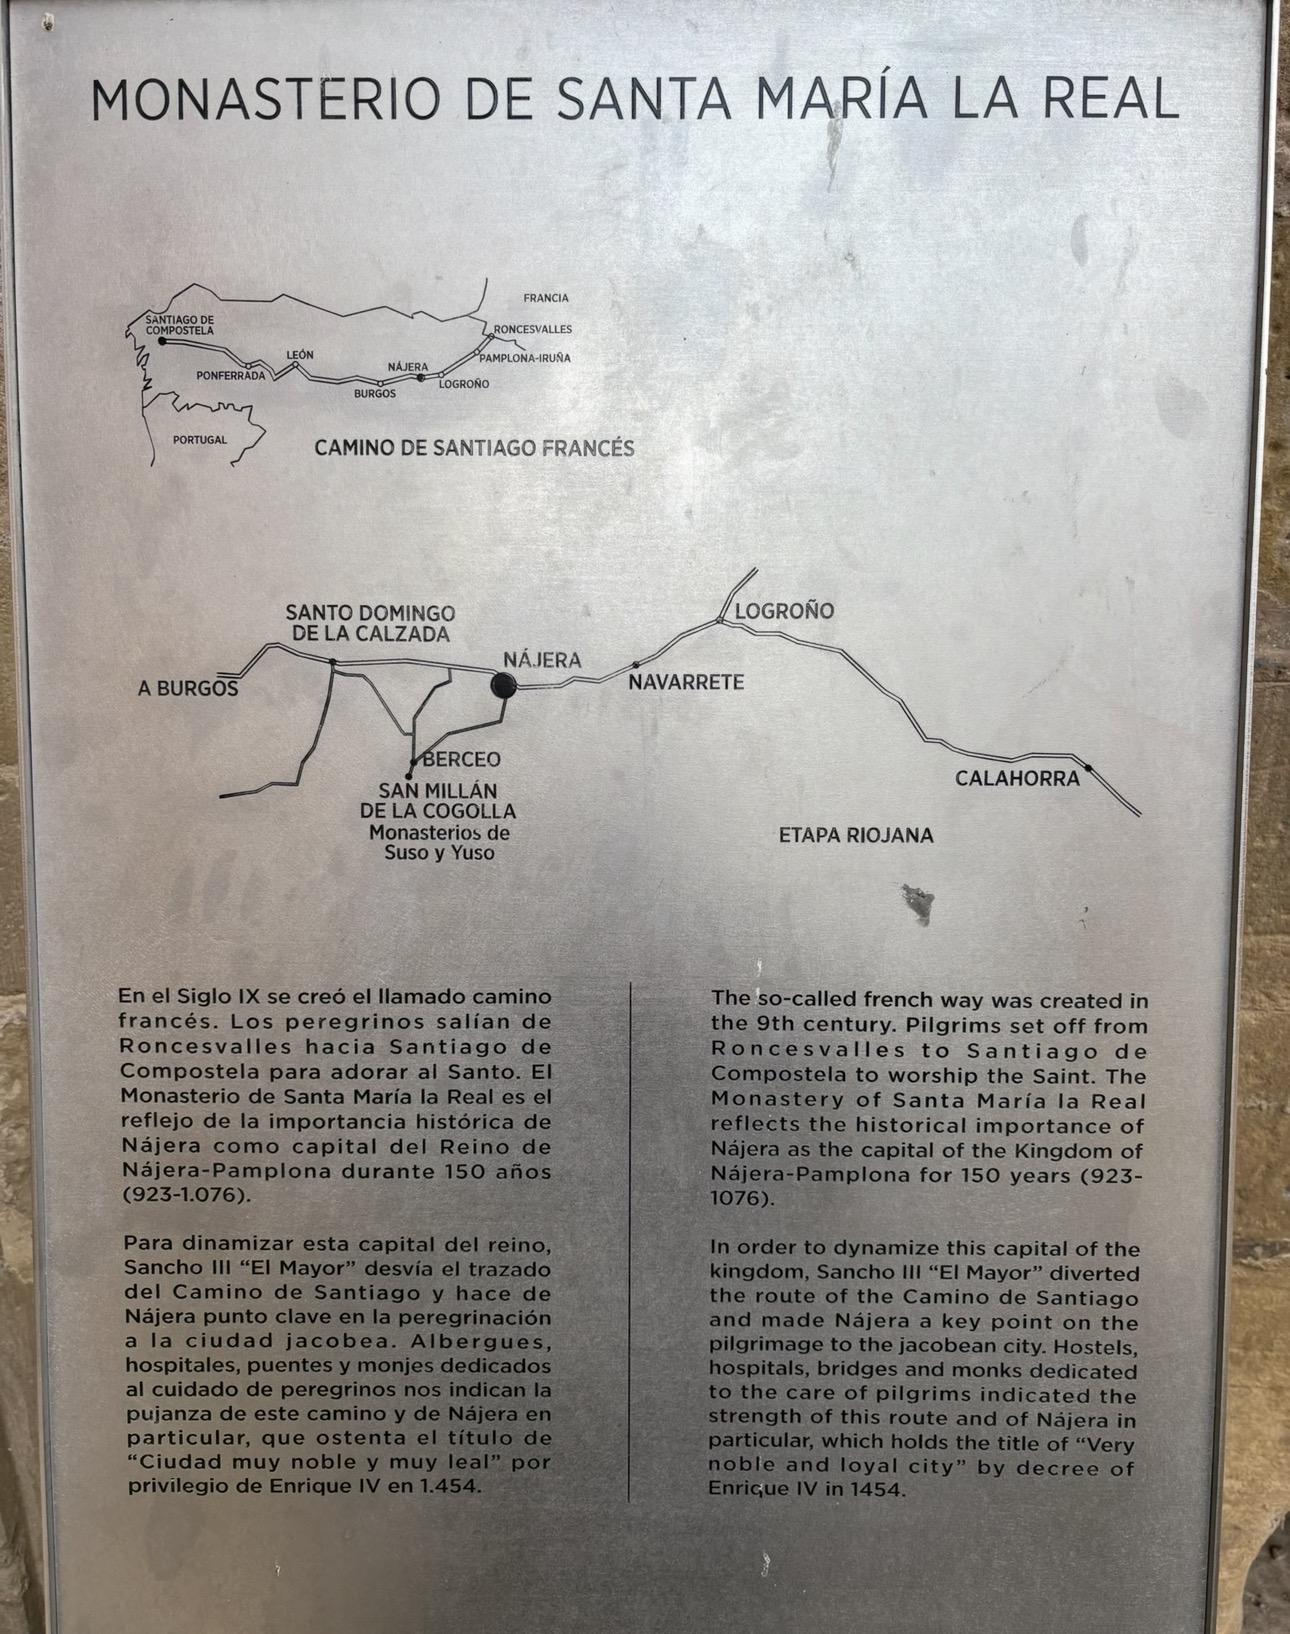 MONASTERIO DE SANTA MARÍA LA REAL
FRANCIA
SANTIAGO DE
COMPOSTELA
RONCESVALLES
LEÓN
PAMPLONA-IRUÑA
NÁJERA
PONFERRADA
LOGROÑO
BURGOS
PORTUGAL
CAMINO DE SANTIAGO FRANCÉS
SANTO DOMINGO
DE LA CALZADA
LOGROÑO
NÁJERA
A BURGOS
NAVARRETE
BERCEO
CALAHORRA
SAN MILLÁN
DE LA COGOLLA
Monasterios de
Suso y Yuso
ETAPA RIOJANA
En el Siglo IX se creó el llamado camino
francés. Los peregrinos salían de
Roncesvalles hacia Santiago de
Compostela para adorar al Santo. El
Monasterio de Santa María la Real es el
reflejo de la importancia histórica de
Nájera como capital del Reino de
Nájera-Pamplona durante 150 años
(923-1.076).
Para dinamizar esta capital del reino,
Sancho III “El Mayor” desvía el trazado
del Camino de Santiago y hace de
Nájera punto clave en la peregrinación
a la ciudad jacobea. Albergues,
hospitales, puentes y monjes dedicados
al cuidado de peregrinos nos indican la
pujanza de este camino y de Nájera en
particular, que ostenta el título de
“Ciudad muy noble y muy leal” por
privilegio de Enrique IV en 1.454.
The so-called french way was created in
the 9th century. Pilgrims set off from
Roncesvalles to Santiago de
Compostela to worship the Saint. The
Monastery of Santa María la Real
reflects the historical importance of
Nájera as the capital of the Kingdom of
Nájera-Pamplona for 150 years (923-
1076).
In order to dynamize this capital of the
kingdom, Sancho III “El Mayor” diverted
the route of the Camino de Santiago
and made Nájera a key point on the
pilgrimage to the jacobean city. Hostels,
hospitals, bridges and monks dedicated
to the care of pilgrims indicated the
strength of this route and of Nájera in
particular, which holds the title of “Very
noble and loyal city” by decree of
Enrique IV in 1454.